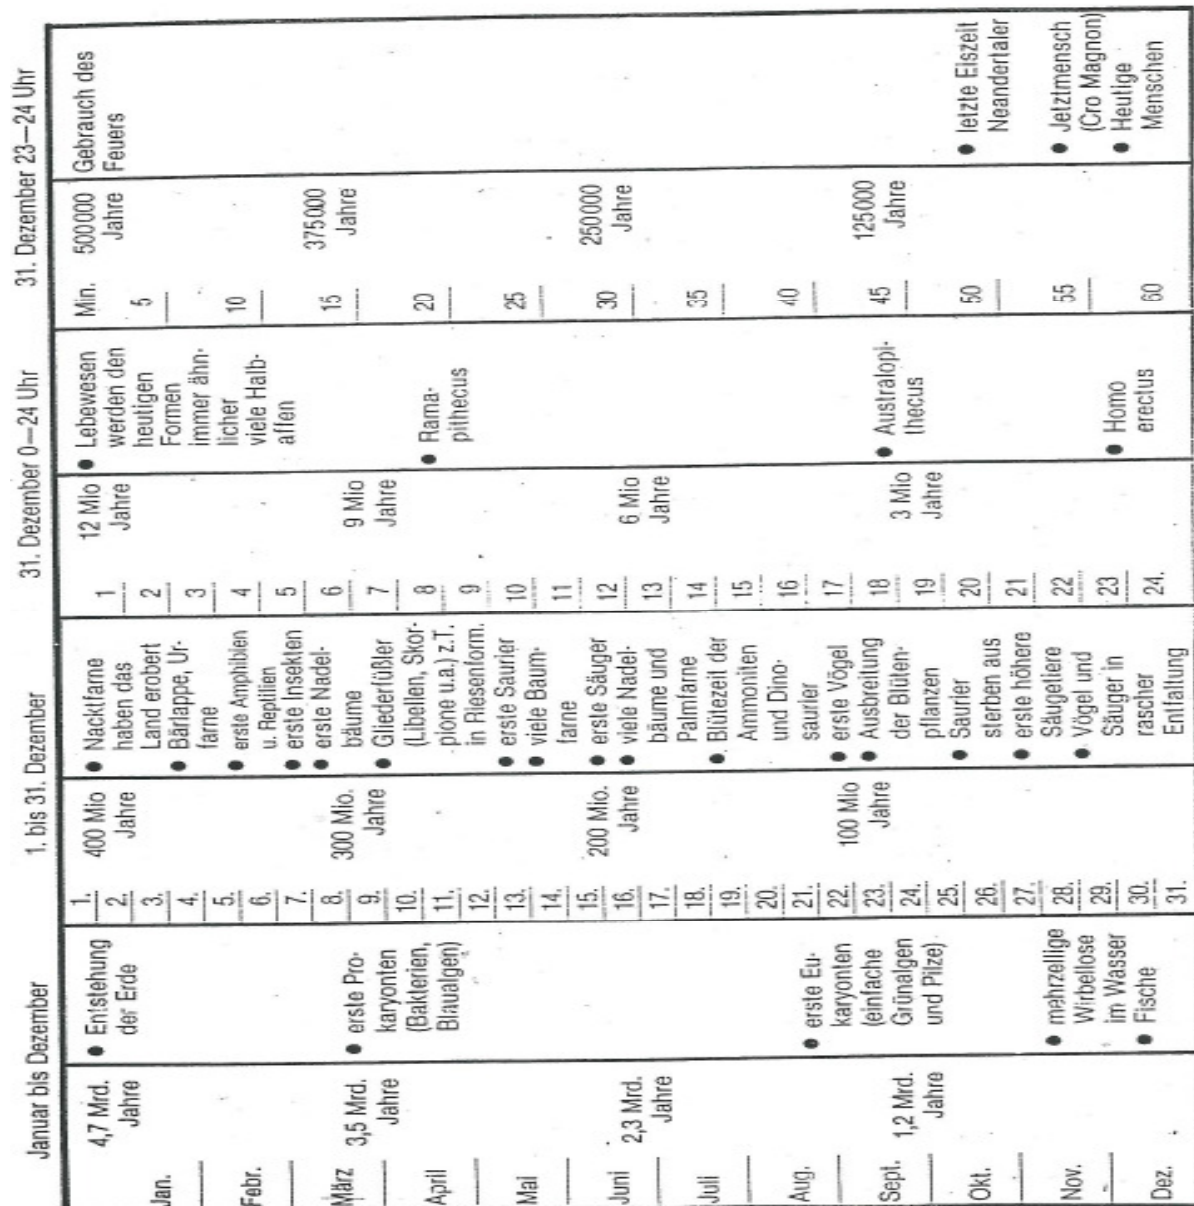 Januar bis Dezember
Jan.
Febr.
März
April
Mai
Juni
Juli
Aug.
Sept.
Okt.
Nov.
Dez.
4,7 Mrd.
Jahre
3,5 Mrd.
Jahre
2,3 Mrd.
Jahre
1,2 Mrd.
Jahre
● Entstehung
der Erde
● erste Pro-
karyonten
(Bakterien,
Blaualgen)
● erste Eu-
karyonten
(einfache
Grünalgen
und Pilze)
● mehrzellige
Wirbellose
im Wasser
● Fische
1. bis 31. Dezember
1.
2.
3.
4.
5.
6.
7.
8.
9.
10.
11.
12.
13.
14.
15.
16.
17.
18.
19.
20.
21.
22.
23.
24.
25.
26.
27.
28.
29.
30.
31.
400 Mio
Jahre
300 Mio.
Jahre
200 Mio.
Jahre
100 Mio
Jahre
● Nacktfarne
haben das
Land erobert
● Bärlappe, Ur-
farne
● erste Amphibien
u. Reptilien
● erste Insekten
● erste Nadel-
bäume
● Gliederfüßler
(Libellen, Skor-
pione u.a.) z.T.
in Riesenform.
● erste Saurier
● viele Baum-
farne
● erste Säuger
● viele Nadel-
bäume und
Palmfarne
● Blütezeit der
Ammoniten
und Dino-
saurier
● erste Vögel
● Ausbreitung
der Blüten-
pflanzen
● Saurier
sterben aus
● erste höhere
Säugetiere
● Vögel und
Säuger in
rascher
Entfaltung
31. Dezember 0–24 Uhr
1
2
3
4
5
6
7
8
9
10
11
12
13
14
15
16
17
18
19
20
21
22
23
24.
12 Mio
Jahre
9 Mio
Jahre
6 Mio
Jahre
3 Mio
Jahre
● Lebewesen
werden den
heutigen
Formen
immer ähn-
licher
viele Halb-
affen
● Rama-
pithecus
● Australopi-
thecus
● Homo
erectus
31. Dezember 23–24 Uhr
Min.
5
10
15
20
25
30
35
40
45
50
55
60
500000
Jahre
375000
Jahre
250000
Jahre
125000
Jahre
Gebrauch des
Feuers
● letzte Eiszeit
Neandertaler
● Jetztmensch
(Cro Magnon)
● Heutige
Menschen